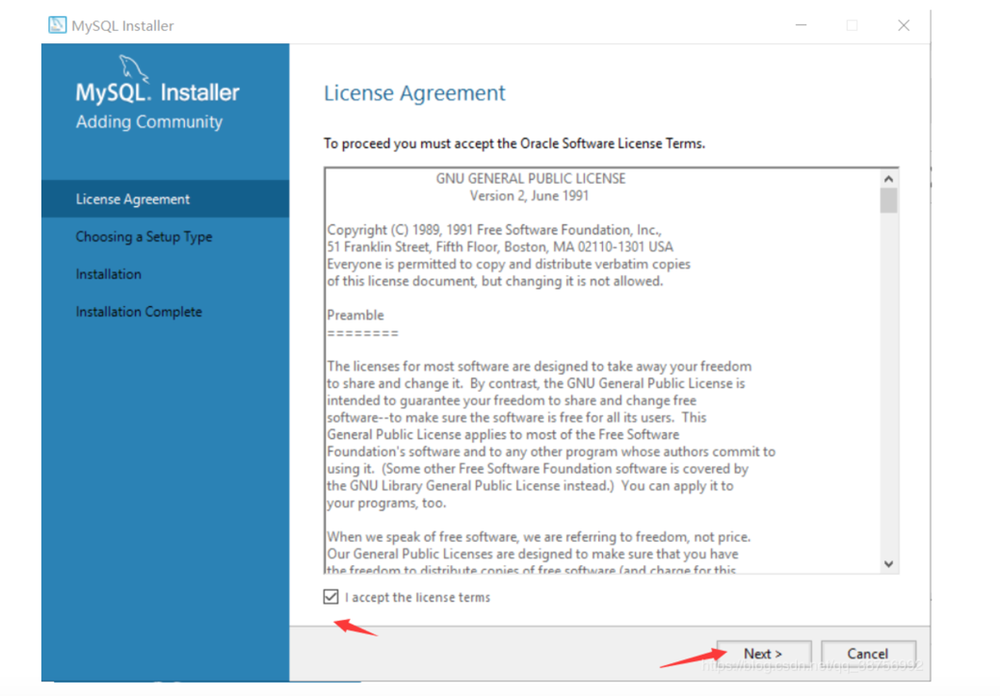 MySQL Installer
MySQL. Installer
Adding Community
License Agreement
Choosing a Setup Type
Installation
Installation Complete
License Agreement
To proceed you must accept the Oracle Software License Terms.
GNU GENERAL PUBLIC LICENSE
Version 2, June 1991
Copyright (C) 1989, 1991 Free Software Foundation, Inc.,
51 Franklin Street, Fifth Floor, Boston, MA 02110-1301 USA
Everyone is permitted to copy and distribute verbatim copies
of this license document, but changing it is not allowed.
Preamble
========
The licenses for most software are designed to take away your freedom
to share and change it.  By contrast, the GNU General Public License is
intended to guarantee your freedom to share and change free
software--to make sure the software is free for all its users.  This
General Public License applies to most of the Free Software
Foundation's software and to any other program whose authors commit to
using it.  (Some other Free Software Foundation software is covered by
the GNU Library General Public License instead.)  You can apply it to
your programs, too.
When we speak of free software, we are referring to freedom, not price.
Our General Public Licenses are designed to make sure that you have
the freedom to distribute copies of free software (and charge for this
I accept the license terms
Next >
Cancel